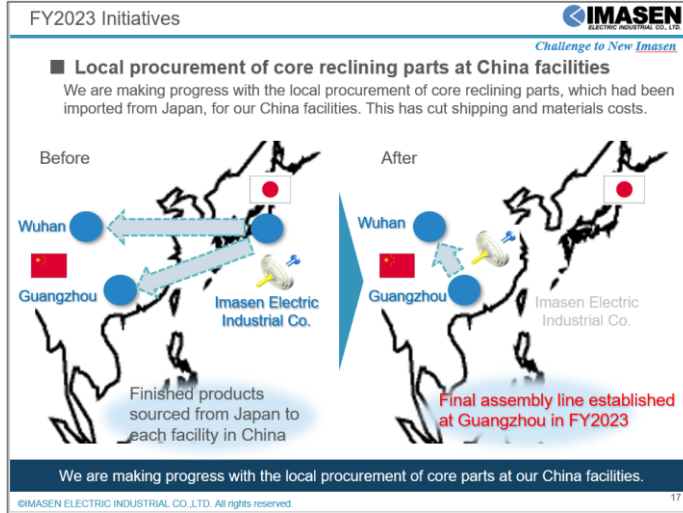 FY2023 Initiatives
IMASEN
ELECTRIC INDUSTRIAL CO., LTD.
Challenge to New Imasen
■ Local procurement of core reclining parts at China facilities
We are making progress with the local procurement of core reclining parts, which had been
imported from Japan, for our China facilities. This has cut shipping and materials costs.
Before
Wuhan
Guangzhou
Imasen Electric
Industrial Co.
Finished products
sourced from Japan to
each facility in China
After
Wuhan
Guangzhou
Imasen Electric
Industrial Co.
Final assembly line established
at Guangzhou in FY2023
We are making progress with the local procurement of core parts at our China facilities.
©IMASEN ELECTRIC INDUSTRIAL CO.,LTD. All rights reserved.
17